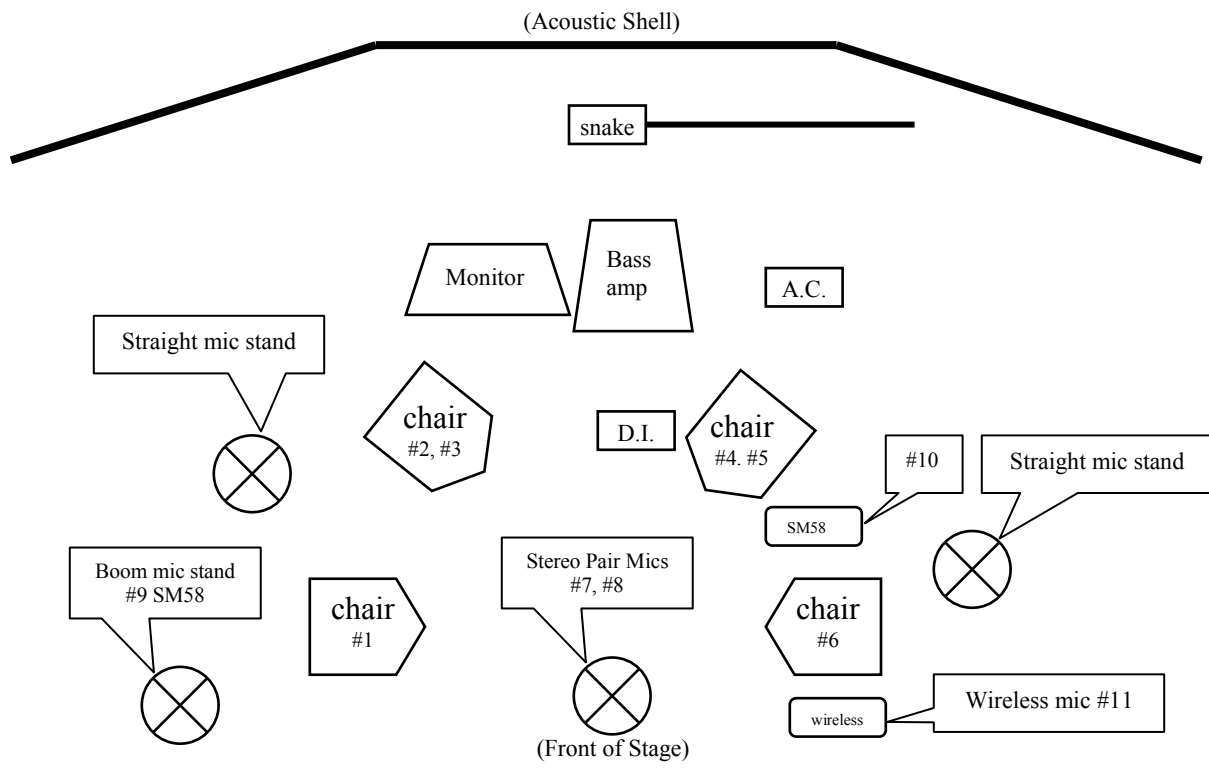 (Acoustic Shell)
snake
Monitor
Bass
amp
A.C.
Straight mic stand
chair
#2, #3
D.I.
chair
#4. #5
#10
Straight mic stand
SM58
Boom mic stand
#9 SM58
chair
#1
Stereo Pair Mics
#7, #8
chair
#6
wireless
Wireless mic #11
(Front of Stage)